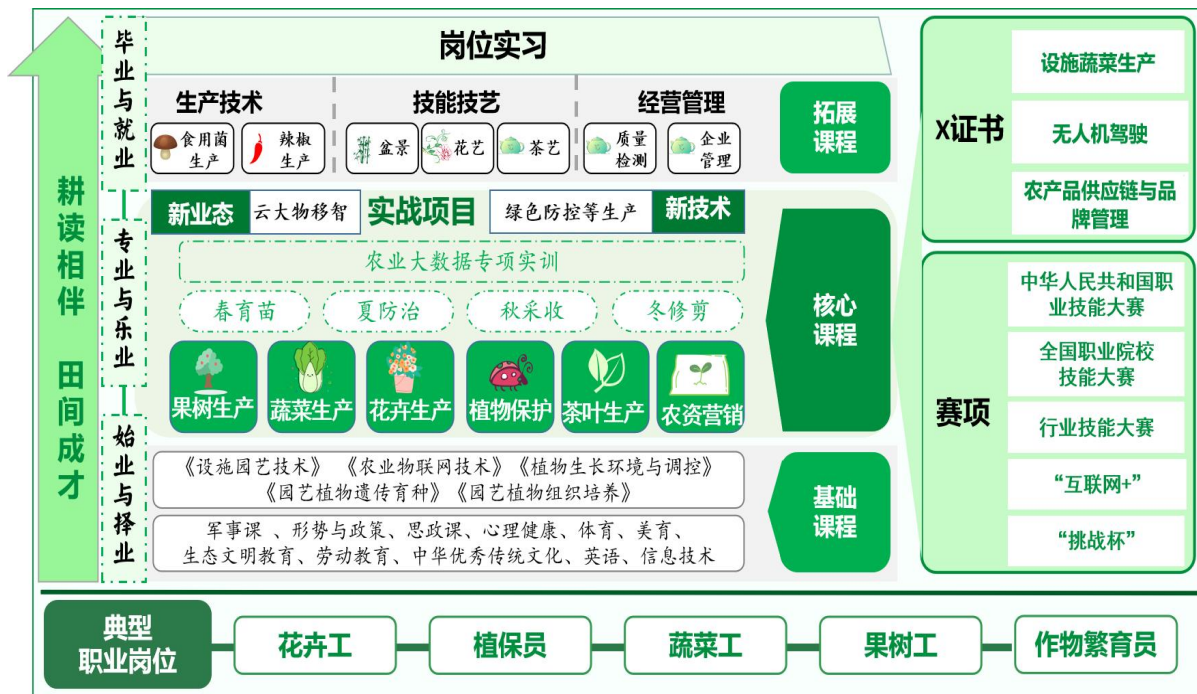 毕业与就业
专业与乐业
始业与择业
耕读相伴 田间成才
岗位实习
生产技术
技能技艺
经营管理
食用菌
生产
辣椒
生产
盆景
花艺
茶艺
质量
检测
企业
管理
拓展
课程
新业态
云大物移智
实战项目
绿色防控等生产
新技术
农业大数据专项实训
春育苗
夏防治
秋采收
冬修剪
果树生产
蔬菜生产
花卉生产
植物保护
茶叶生产
农资营销
核心
课程
《设施园艺技术》 《农业物联网技术》《植物生长环境与调控》
《园艺植物遗传育种》《园艺植物组织培养》
军事课 、形势与政策、思政课、心理健康、体育、美育、
生态文明教育、劳动教育、中华优秀传统文化、英语、信息技术
基础
课程
X证书
设施蔬菜生产
无人机驾驶
农产品供应链与品
牌管理
赛项
中华人民共和国职
业技能大赛
全国职业院校
技能大赛
行业技能大赛
“互联网+”
“挑战杯”
典型
职业岗位
花卉工
植保员
蔬菜工
果树工
作物繁育员